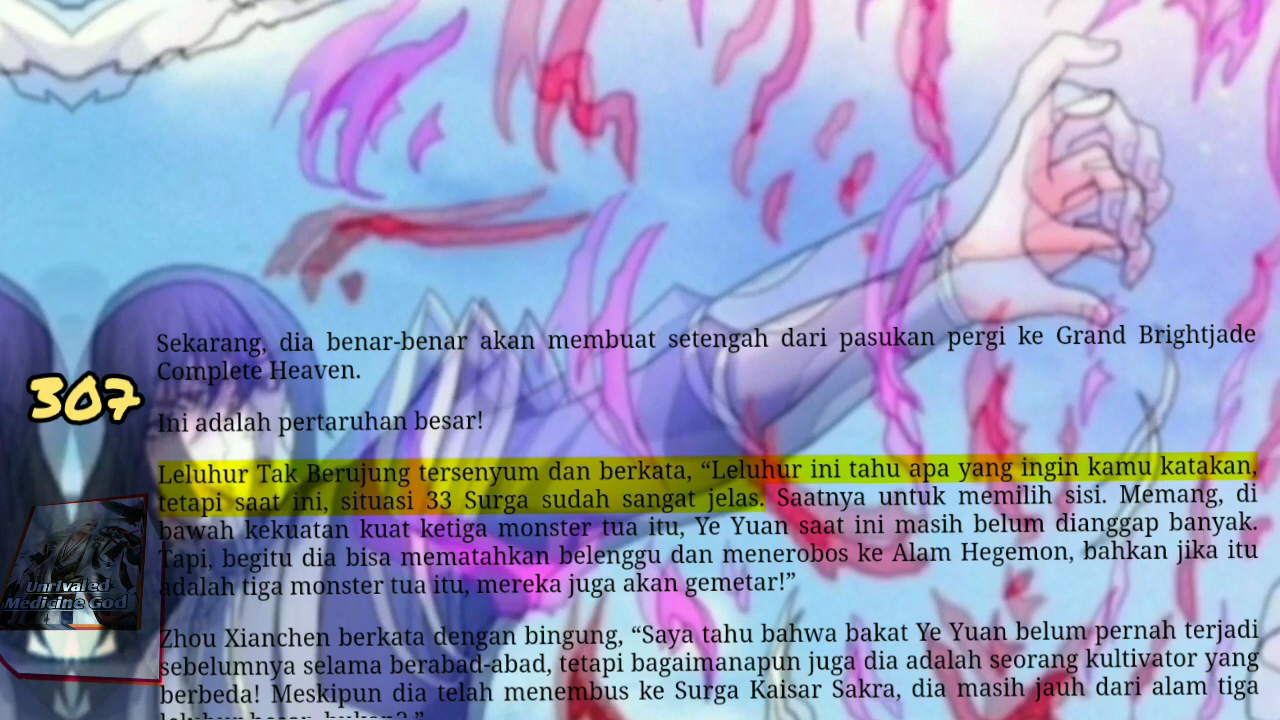 Sekarang, dia benar-benar akan membuat setengah dari pasukan pergi ke Grand Brightjade
Complete Heaven.
Ini adalah pertaruhan besar!
307
Leluhur Tak Berujung tersenyum dan berkata, “Leluhur ini tahu apa yang ingin kamu katakan,
tetapi saat ini, situasi 33 Surga sudah sangat jelas. Saatnya untuk memilih sisi. Memang, di
bawah kekuatan kuat ketiga monster tua itu, Ye Yuan saat ini masih belum dianggap banyak.
Tapi, begitu dia bisa mematahkan belenggu dan menerobos ke Alam Hegemon, bahkan jika itu
adalah tiga monster tua itu, mereka juga akan gemetar!”
Unrivaled
Medicine God
Zhou Xianchen berkata dengan bingung, “Saya tahu bahwa bakat Ye Yuan belum pernah terjadi
sebelumnya selama berabad-abad, tetapi bagaimanapun juga dia adalah seorang kultivator yang
berbeda! Meskipun dia telah menembus ke Surga Kaisar Sakra, dia masih jauh dari alam tiga